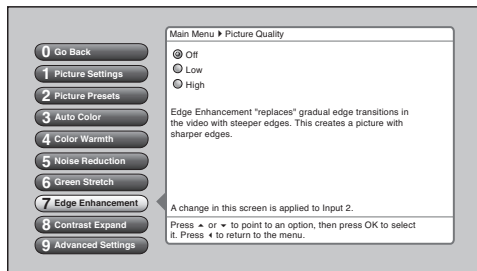 Main Menu ▶ Picture Quality
0 Go Back
1 Picture Settings
2 Picture Presets
3 Auto Color
4 Color Warmth
5 Noise Reduction
6 Green Stretch
7 Edge Enhancement
8 Contrast Expand
9 Advanced Settings
Off
Low
High
Edge Enhancement "replaces" gradual edge transitions in
the video with steeper edges. This creates a picture with
sharper edges.
A change in this screen is applied to Input 2.
Press ▲ or ▼ to point to an option, then press OK to select
it. Press ◀ to return to the menu.